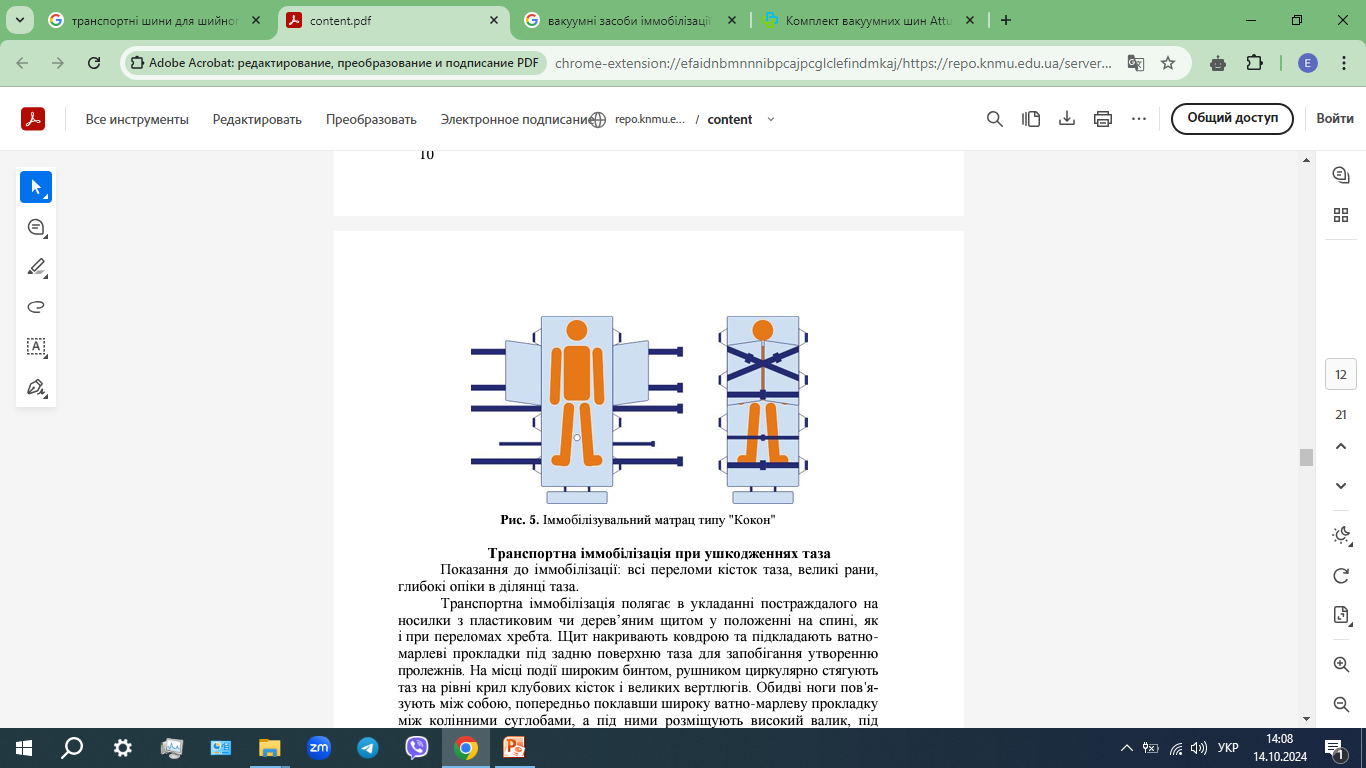 транспортні шини для шийног
content.pdf
вакуумні засоби іммобілізації
Комплект вакуумних шин Attu
Adobe Acrobat: редактирование, преобразование и подписание PDF
chrome-extension://efaidnbmnnnibpcajpcglclefindmkaj/https://repo.knmu.edu.ua/server...
E
Все инструменты
Редактировать
Преобразовать
Электронное подписание
repo.knmu.e... / content
Общий доступ
Войти
10
12
21
Рис. 5. Іммобілізувальний матрац типу "Кокон"
Транспортна іммобілізація при ушкодженнях таза
Показання до іммобілізації: всі переломи кісток таза, великі рани,
глибокі опіки в ділянці таза.
Транспортна іммобілізація полягає в укладанні постраждалого на
носилки з пластиковим чи дерев’яним щитом у положенні на спині, як
і при переломах хребта. Щит накривають ковдрою та підкладають ватно-
марлеві прокладки під задню поверхню таза для запобігання утворенню
пролежнів. На місці події широким бинтом, рушником циркулярно стягують
таз на рівні крил клубових кісток і великих вертлюгів. Обидві ноги пов'я-
зують між собою, попередньо поклавши широку ватно-марлеву прокладку
між колінними суглобами, а під ними розміщують високий валик, під
zm
УКР
14:08
14.10.2024
1